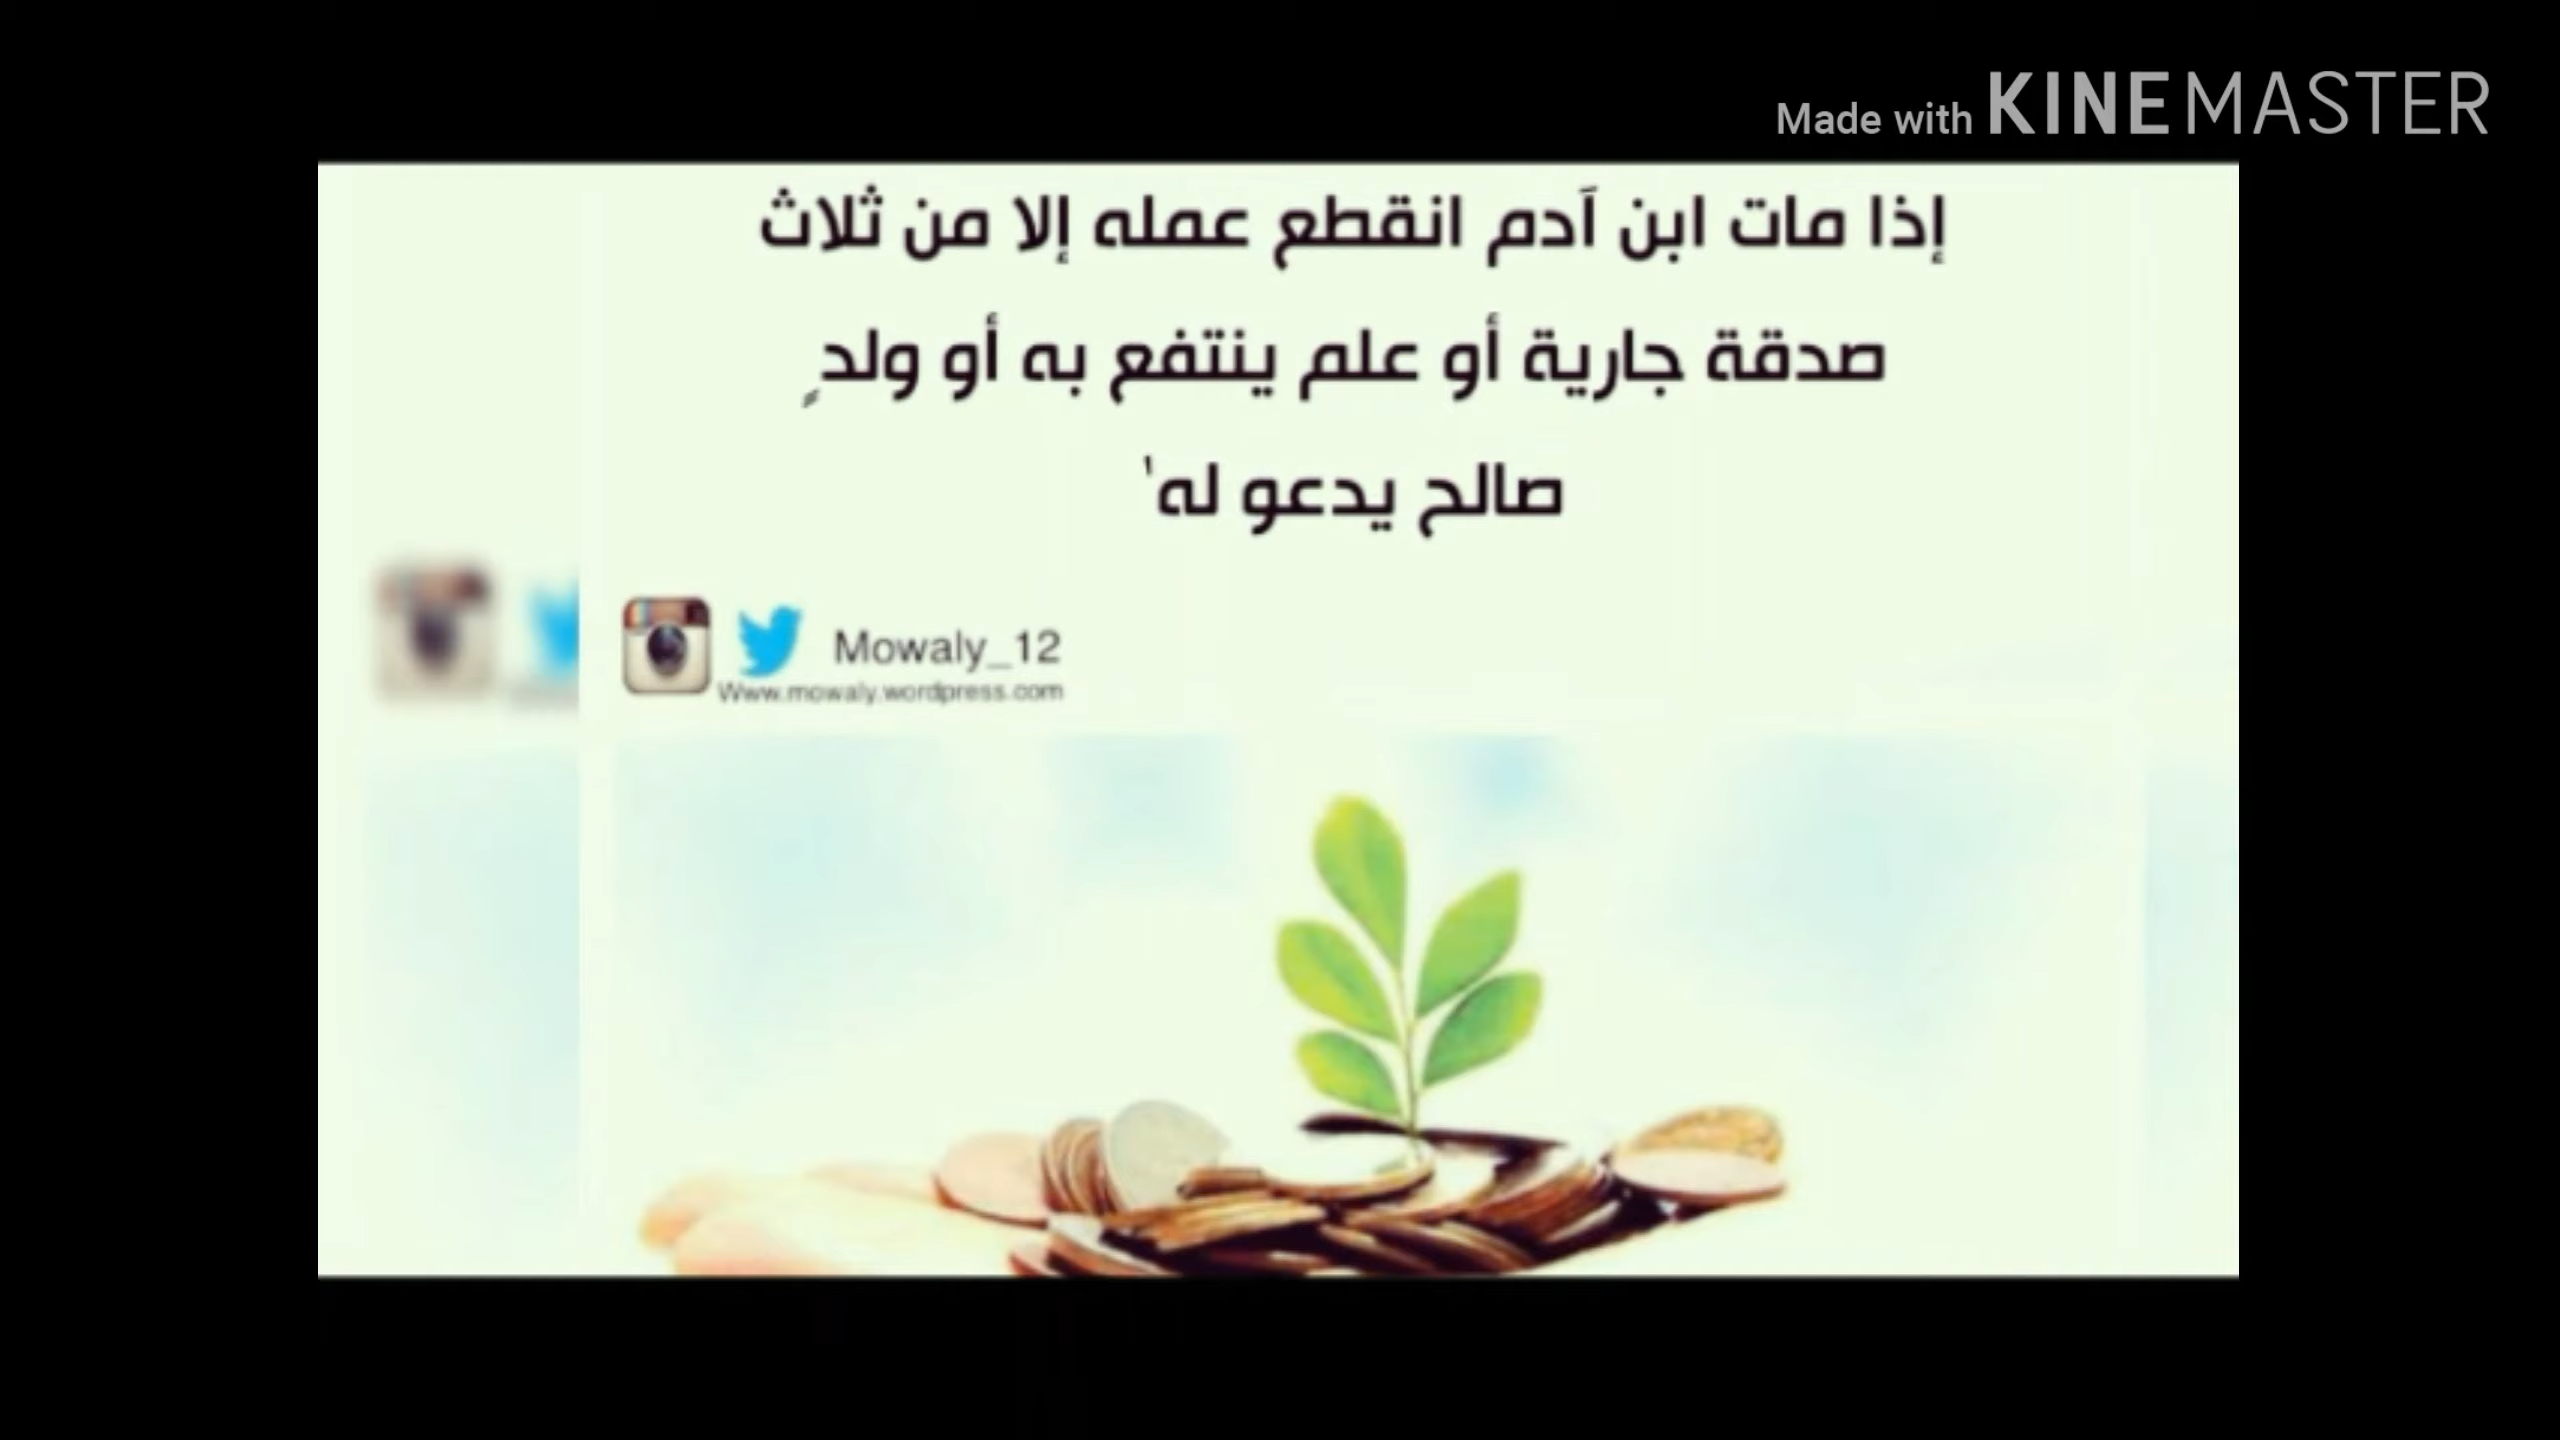 Made with KINEMASTER
إذا مات ابن آدم انقطع عمله إلا من ثلاث
صدقة جارية أو علم ينتفع به أو ولدٍ
صالح يدعو له'
Mowaly_12
Www.mowaly.wordpress.com